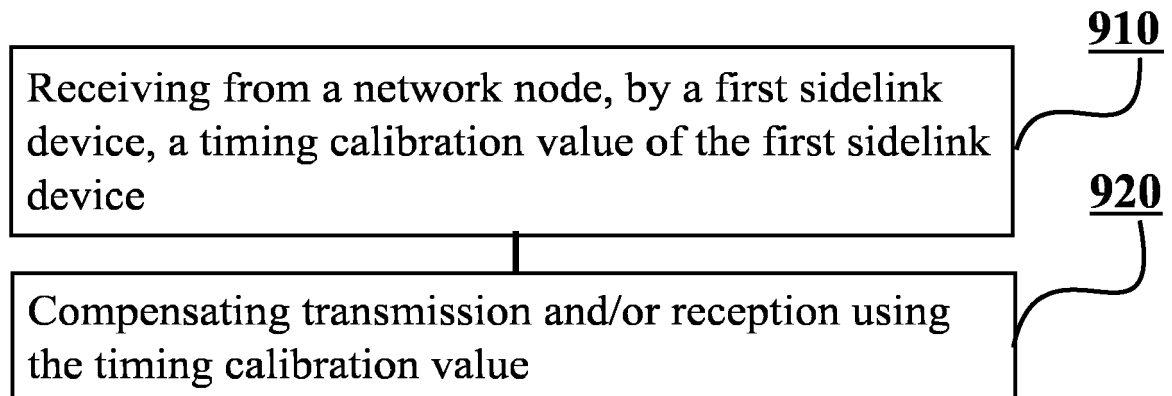 910
Receiving from a network node, by a first sidelink
device, a timing calibration value of the first sidelink
device
920
Compensating transmission and/or reception using
the timing calibration value